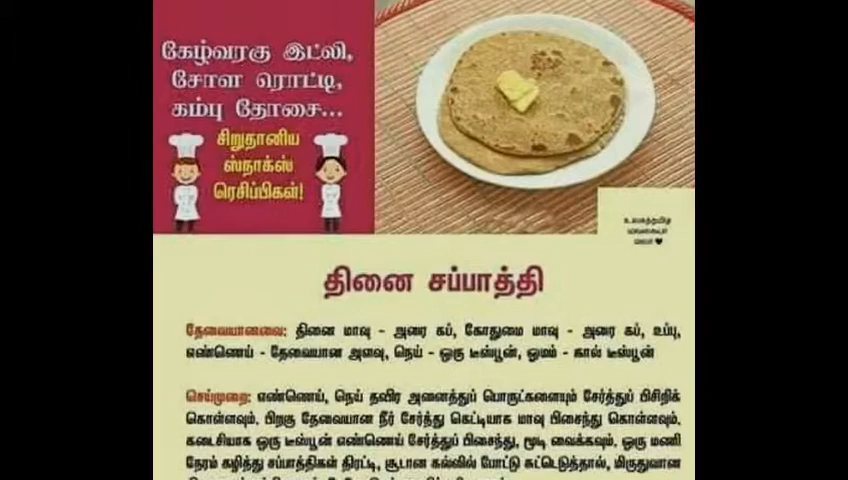 கேழ்வரகு இட்லி,
சோள ரொட்டி,
கம்பு தோசை...
சிறுதானிய
ஸ்நாக்ஸ்
ரெசிப்பிகள்!
தினை சப்பாத்தி
தேவையானவை: தினை மாவு - அரை கப், கோதுமை மாவு - அரை கப், உப்பு,
எண்ணெய் - தேவையான அளவு, நெய் - ஒரு டீஸ்பூன், ஓமம் - கால் டீஸ்பூன்
செய்முறை: எண்ணெய், நெய் தவிர அனைத்துப் பொருட்களையும் சேர்த்துப் பிசிறிக்
கொள்ளவும். பிறகு தேவையான நீர் சேர்த்து கெட்டியாக மாவு பிசைந்து கொள்ளவும்.
கடைசியாக ஒரு டீஸ்பூன் எண்ணெய் சேர்த்துப் பிசைந்து, மூடி வைக்கவும். ஒரு மணி
நேரம் கழித்து சப்பாத்திகள் திரட்டி, சூடான கல்லில் போட்டு சுட்டெடுத்தால், மிருதுவான